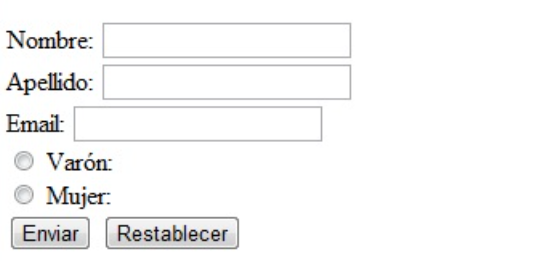 Nombre:
Apellido:
Email:
Varón:
Mujer:
Enviar Restablecer